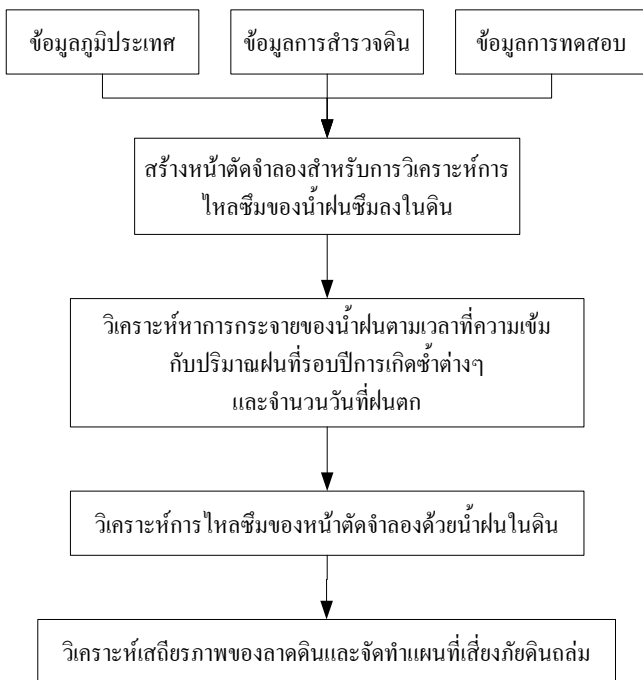 ข้อมูลภูมิประเทศ
ข้อมูลการสำรวจดิน
ข้อมูลการทดสอบ
สร้างหน้าตัดจำลองสำหรับการวิเคราะห์การ
ไหลซึมของน้ำฝนซึมลงในดิน
วิเคราะห์หาการกระจายของน้ำฝนตามเวลาที่ความเข้ม
กับปริมาณฝนที่รอบปีการเกิดซ้ำต่างๆ
และจำนวนวันที่ฝนตก
วิเคราะห์การไหลซึมของหน้าตัดจำลองด้วยน้ำฝนในดิน
วิเคราะห์เสถียรภาพของลาดดินและจัดทำแผนที่เสี่ยงภัยดินถล่ม